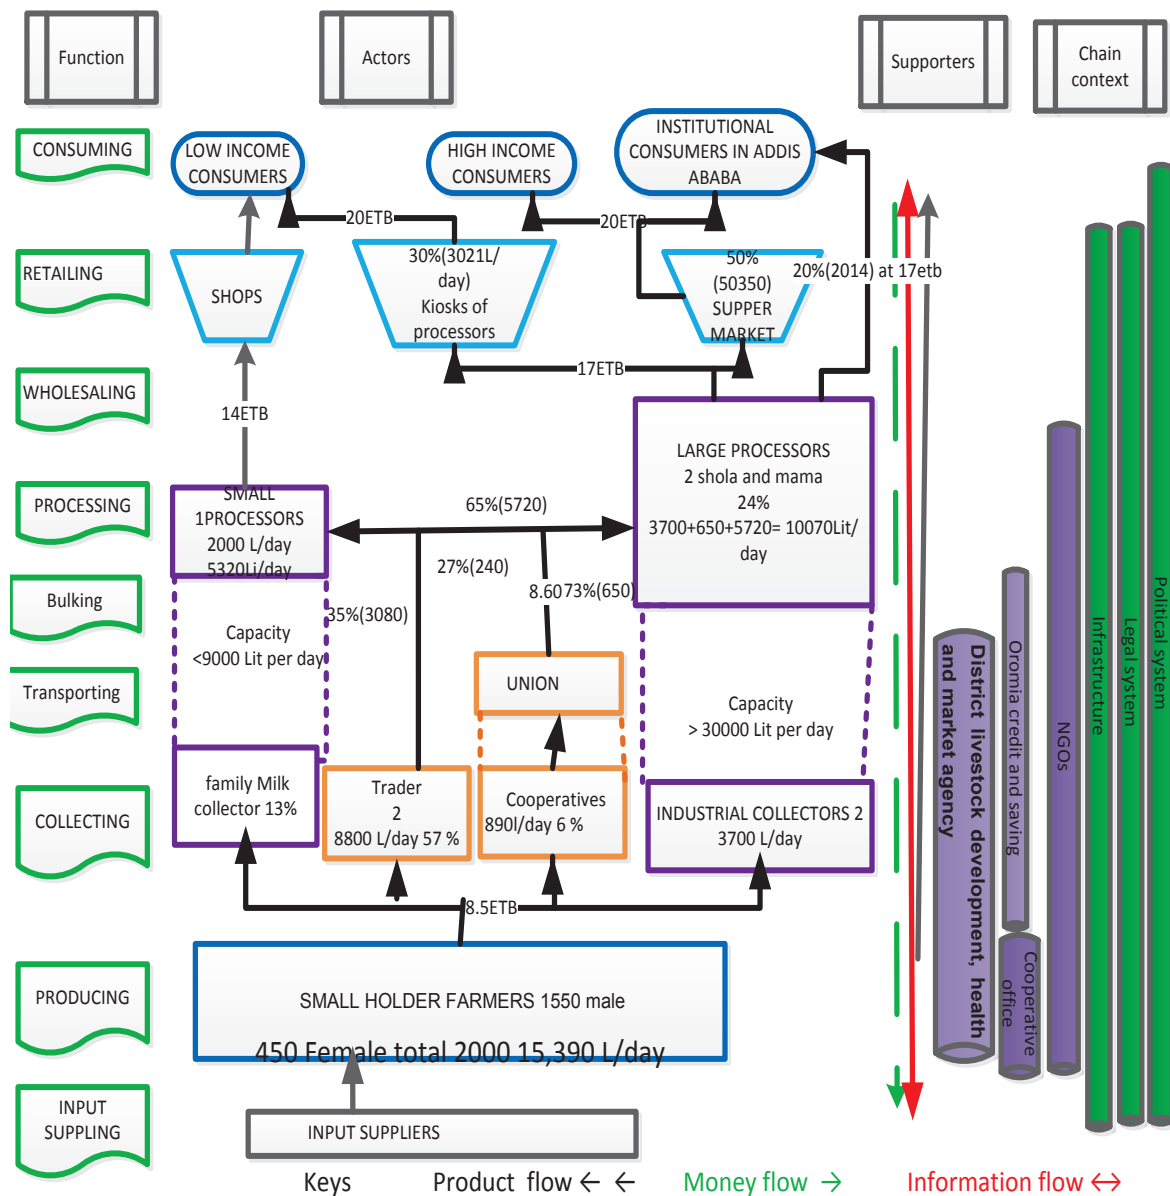 Function
Actors
Supporters
Chain
context
CONSUMING
LOW INCOME
CONSUMERS
HIGH INCOME
CONSUMERS
INSTITUTIONAL
CONSUMERS IN ADDIS
ABABA
20ETB
20ETB
RETAILING
SHOPS
30%(3021L/
day)
Kiosks of
processors
50%
(50350)
SUPPER
MARKET
20%(2014) at 17etb
WHOLESALING
14ETB
17ETB
PROCESSING
SMALL
1PROCESSORS
2000 L/day
5320Li/day
65%(5720)
27%(240)
LARGE PROCESSORS
2 shola and mama
24%
3700+650+5720= 10070Lit/
day
Bulking
35%(3080)
8.60
73%(650)
Capacity
<9000 Lit per day
Transporting
UNION
Capacity
> 30000 Lit per day
COLLECTING
family Milk
collector 13%
Trader
2
8800 L/day 57 %
Cooperatives
890l/day 6 %
INDUSTRIAL COLLECTORS 2
3700 L/day
8.5ETB
PRODUCING
SMALL HOLDER FARMERS 1550 male
450 Female total 2000 15,390 L/day
INPUT
SUPPLING
INPUT SUPPLIERS
District livestock development, health
and market agency
Oromia credit and saving
Cooperative
office
NGOs
Infrastructure
Legal system
Political system
Keys
Product flow ← ←
Money flow →
Information flow ↔